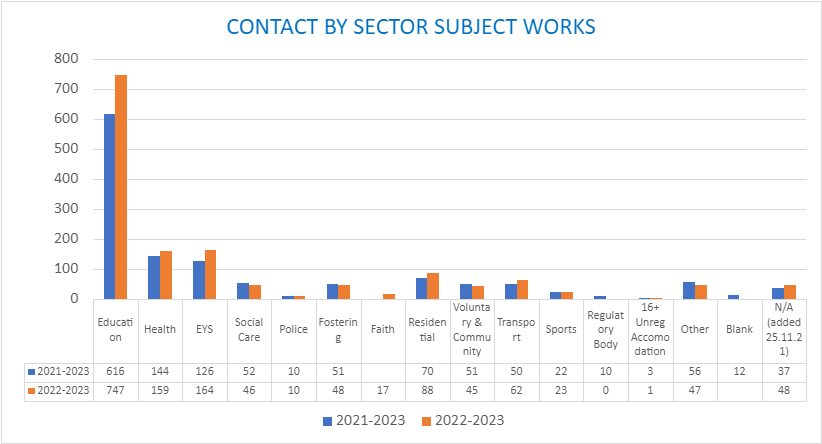 CONTACT BY SECTOR SUBJECT WORKS
800
700
600
500
400
300
200
100
0
Educati
on
Health
EYS
Social
Care
Police
Fosterin
g
Faith
Residen
tial
Volunta
ry &
Commu
nity
Transpo
rt
Sports
Regulat
ory
Body
16+
Unreg
Accomo
dation
Other
Blank
N/A
(added
25.11.2
1)
2021-2023 616 144 126 52 10 51 70 51 50 22 10 3 56 12 37
2022-2023 747 159 164 46 10 48 17 88 45 62 23 0 1 47 48
2021-2023 2022-2023